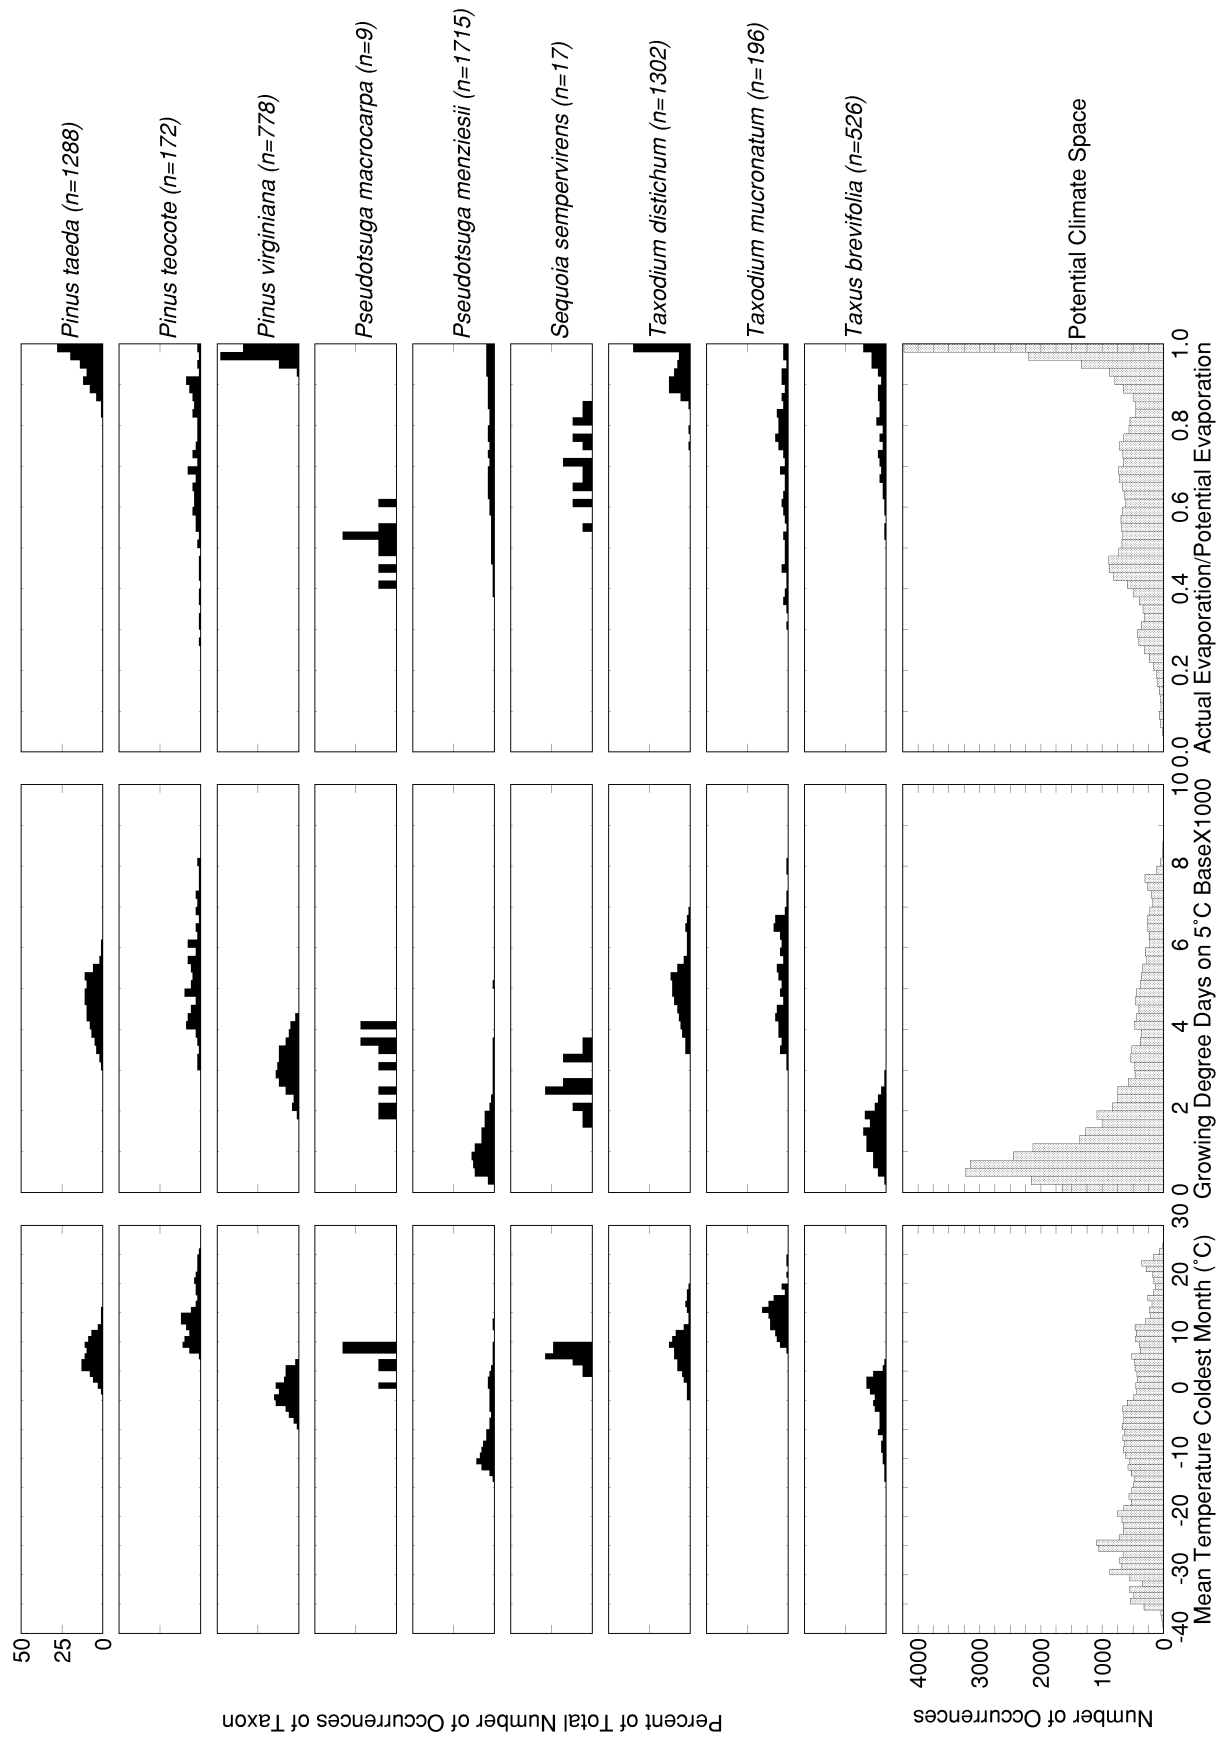 Pinus taeda (n=1288)
Pinus teocote (n=172)
Pinus virginiana (n=778)
Pseudotsuga macrocarpa (n=9)
Pseudotsuga menziesii (n=1715)
Sequoia sempervirens (n=17)
Taxodium distichum (n=1302)
Taxodium mucronatum (n=196)
Taxus brevifolia (n=526)
Potential Climate Space
50
25
0
Percent of Total Number of Occurrences of Taxon
4000
3000
2000
1000
0
Number of Occurrences
-40 -30 -20 -10 0 10 20 30
Mean Temperature Coldest Month (˚C)
0 2 4 6 8 10
Growing Degree Days on 5˚C BaseX1000
0.0 0.2 0.4 0.6 0.8 1.0
Actual Evaporation/Potential Evaporation